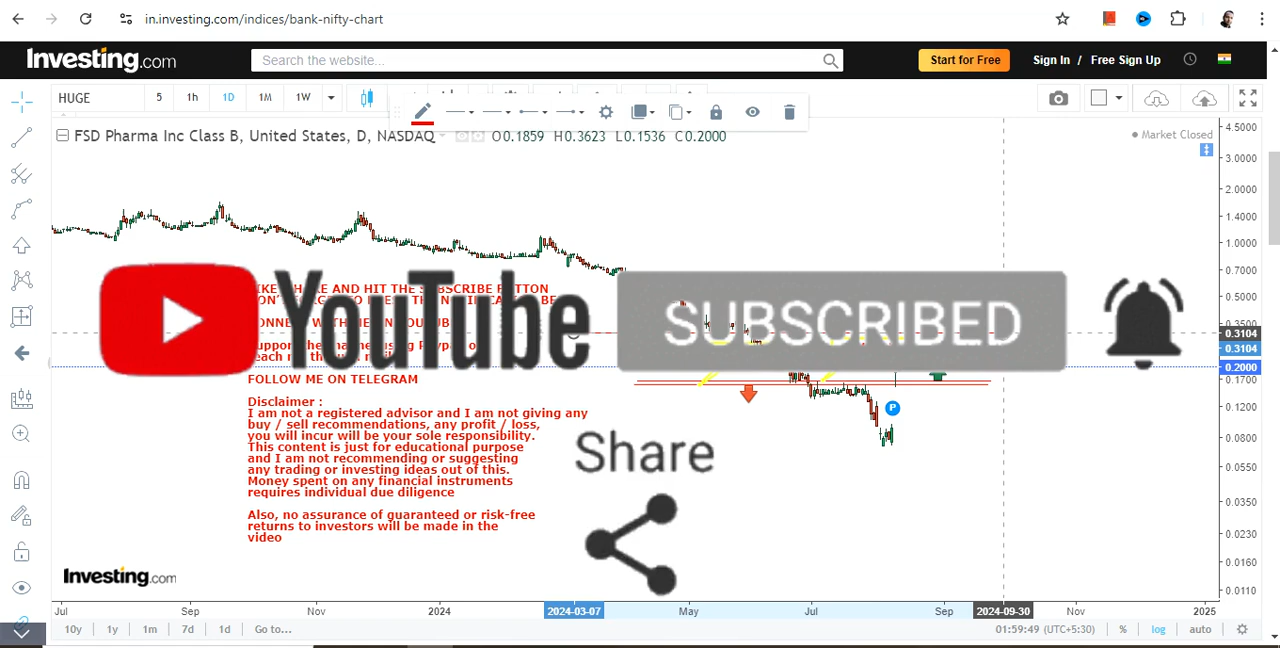 in.investing.com/indices/bank-nifty-chart
Investing.com
Search the website...
Start for Free
Sign In / Free Sign Up
HUGE
5
1h
1D
1M
1W
FSD Pharma Inc Class B, United States, D, NASDAQ
O0.1859 H0.3623 L0.1536 C0.2000
Market Closed
4.5000
3.0000
2.0000
1.4000
1.0000
0.7000
0.5000
0.3104
0.3104
0.2000
0.1700
0.1200
0.0800
0.0550
0.0350
0.0230
0.0160
0.0110
AND HIT THE SUBSCRIBE
YouTube
SUBSCRIBED
FOLLOW ME ON TELEGRAM
Disclaimer :
I am not a registered advisor and I am not giving any
buy / sell recommendations, any profit / loss,
you will incur will be your sole responsibility.
This content is just for educational purpose
and I am not recommending or suggesting
any trading or investing ideas out of this.
Money spent on any financial instruments
requires individual due diligence
Also, no assurance of guaranteed or risk-free
returns to investors will be made in the
video
P
Share
Investing.com
Jul Sep Nov 2024 2024-03-07 May Jul Sep 2024-09-30 Nov 2025
10y 1y 1m 7d 1d Go to...
01:59:49 (UTC+5:30) % log auto